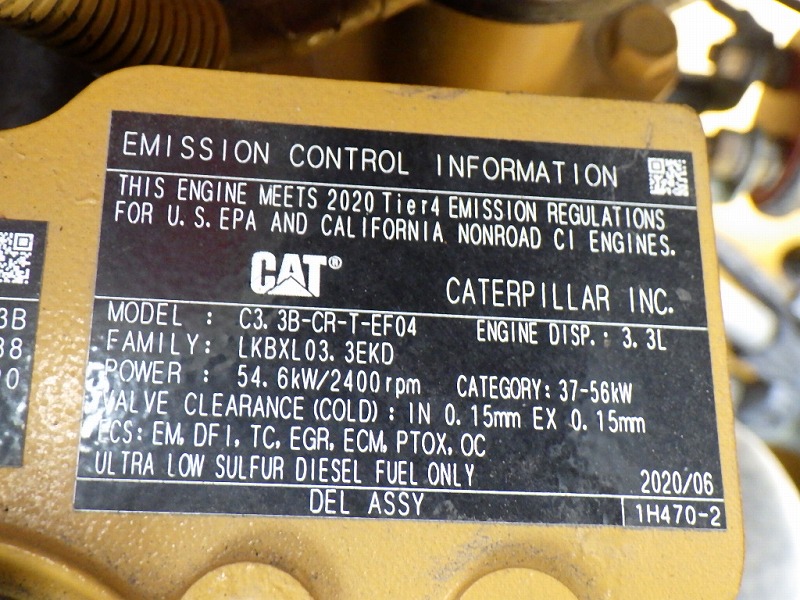 EMISSION CONTROL INFORMATION
THIS ENGINE MEETS 2020 Tier4 EMISSION REGULATIONS
FOR U.S.EPA AND CALIFORNIA NONROAD CI ENGINES.
CAT® CATERPILLAR INC.
MODEL : C3.3B-CR-T-EF04 ENGINE DISP.: 3.3L
FAMILY: LKBXL03.3EKD
POWER : 54.6kW/2400rpm CATEGORY: 37-56kW
VALVE CLEARANCE(COLD): IN 0.15mm EX 0.15mm
ECS: EM, DFI, TC, EGR, ECM, PTOX, OC
ULTRA LOW SULFUR DIESEL FUEL ONLY 2020/06
DEL ASSY 1H470-2
3B